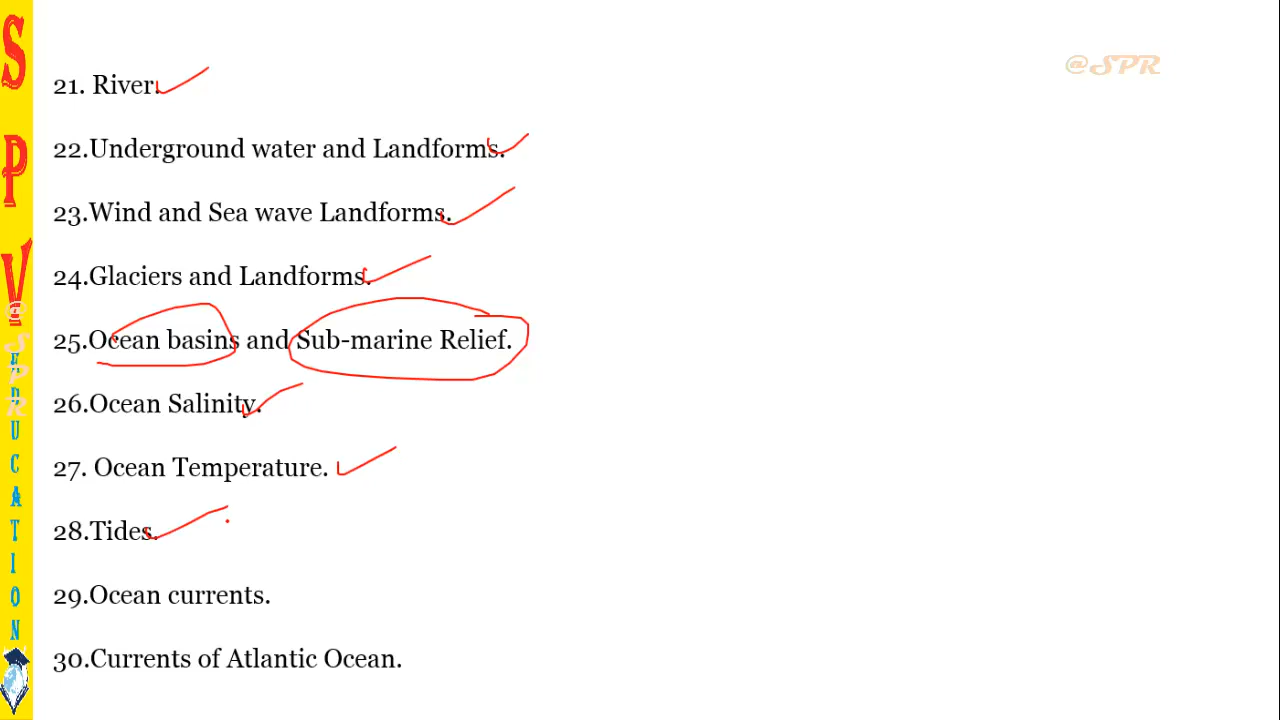 S
P
V
EDUCATION
@SPR
@SPR
21. River.
22.Underground water and Landforms.
23.Wind and Sea wave Landforms.
24.Glaciers and Landforms.
25.Ocean basins and Sub-marine Relief.
26.Ocean Salinity.
27. Ocean Temperature.
28.Tides.
29.Ocean currents.
30.Currents of Atlantic Ocean.